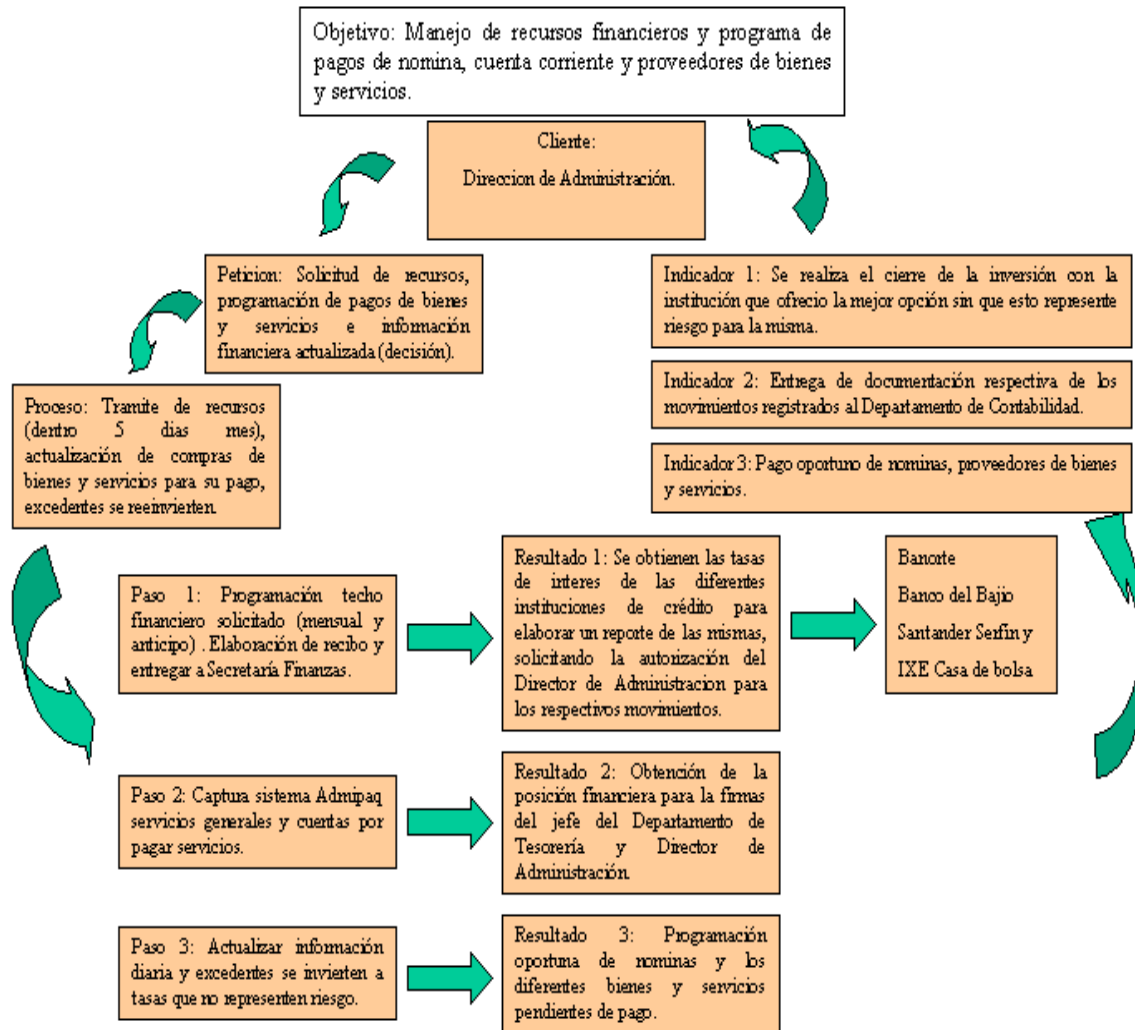 Objetivo: Manejo de recursos financieros y programa de
pagos de nomina, cuenta corriente y proveedores de bienes
y servicios.
Cliente:
Direccion de Administración.
Peticion: Solicitud de recursos,
programación de pagos de bienes
y servicios e información
financiera actualizada (decisión).
Indicador 1: Se realiza el cierre de la inversión con la
institución que ofrecio la mejor opción sin que esto represente
riesgo para la misma.
Indicador 2: Entrega de documentación respectiva de los
movimientos registrados al Departamento de Contabilidad.
Indicador 3: Pago oportuno de nominas, proveedores de bienes
y servicios.
Proceso: Tramite de recursos
(dentro 5 dias mes),
actualización de compras de
bienes y servicios para su pago,
excedentes se reeinvierten.
Paso 1: Programación techo
financiero solicitado (mensual y
anticipo) . Elaboración de recibo y
entregar a Secretaría Finanzas.
Resultado 1: Se obtienen las tasas
de interes de las diferentes
instituciones de crédito para
elaborar un reporte de las mismas,
solicitando la autorización del
Director de Administracion para
los respectivos movimientos.
Banorte
Banco del Bajio
Santander Serfin y
IXE Casa de bolsa
Paso 2: Captura sistema Admipaq
servicios generales y cuentas por
pagar servicios.
Resultado 2: Obtención de la
posición financiera para la firmas
del jefe del Departamento de
Tesorería y Director de
Administración.
Paso 3: Actualizar información
diaria y excedentes se invierten a
tasas que no representen riesgo.
Resultado 3: Programación
oportuna de nominas y los
diferentes bienes y servicios
pendientes de pago.